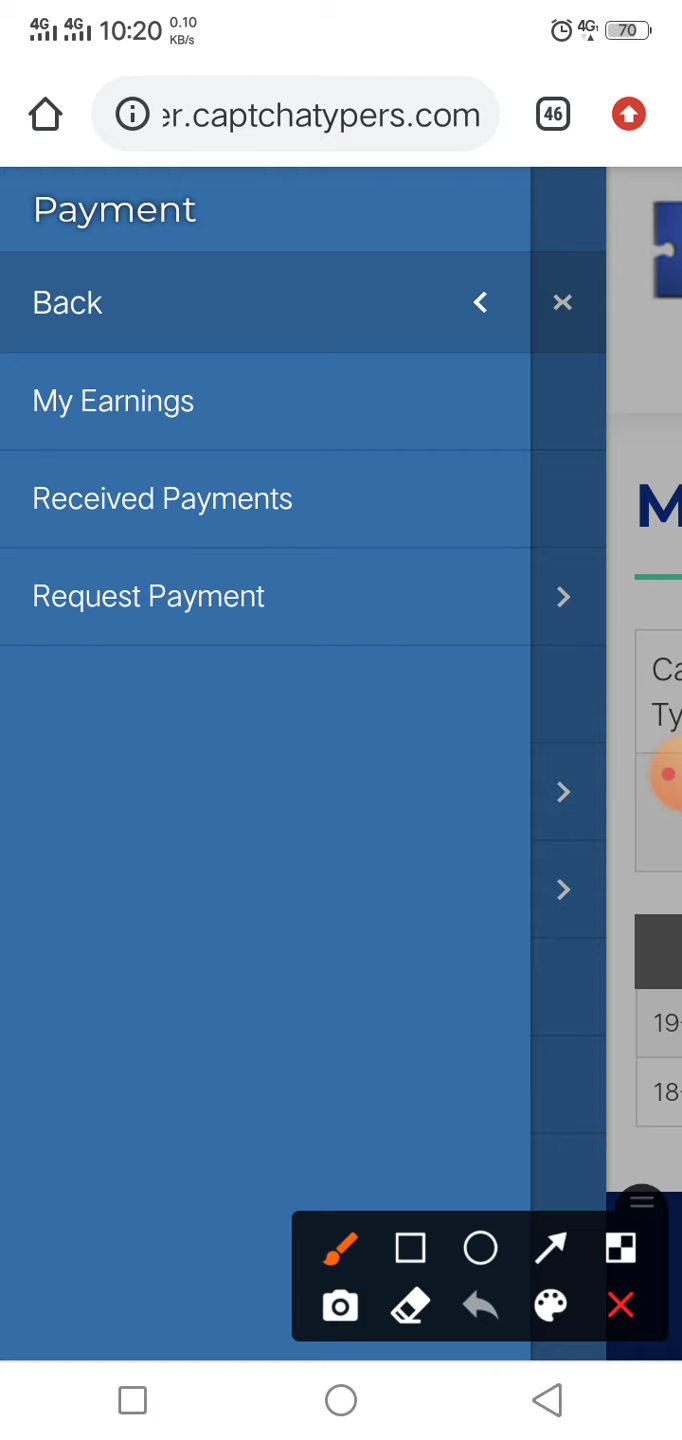 4G 4G 10:20 0.10 KB/s 4G 70
er.captchatypers.com 46
Payment
Back
My Earnings
Received Payments
Request Payment
M
Ca
Ty
19-
18-